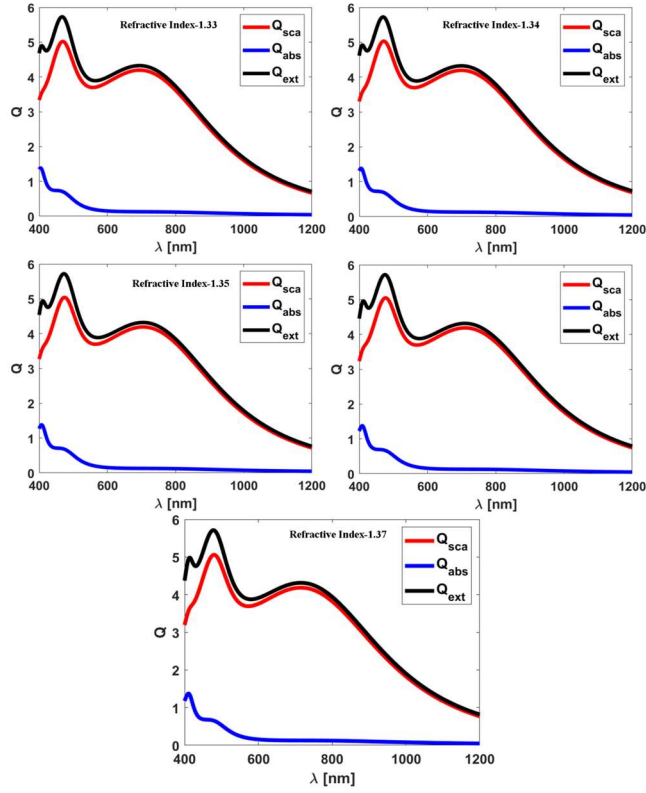 Refractive Index-1.33
Q_sca
Q_abs
Q_ext
6
5
4
3
2
1
0
Q
400 600 800 1000 1200
λ [nm]
Refractive Index-1.34
Q_sca
Q_abs
Q_ext
6
5
4
3
2
1
0
400 600 800 1000 1200
λ [nm]
Refractive Index-1.35
Q_sca
Q_abs
Q_ext
6
5
4
3
2
1
0
Q
400 600 800 1000 1200
λ [nm]
Q_sca
Q_abs
Q_ext
6
5
4
3
2
1
0
400 600 800 1000 1200
λ [nm]
Refractive Index-1.37
Q_sca
Q_abs
Q_ext
6
5
4
3
2
1
0
Q
400 600 800 1000 1200
λ [nm]